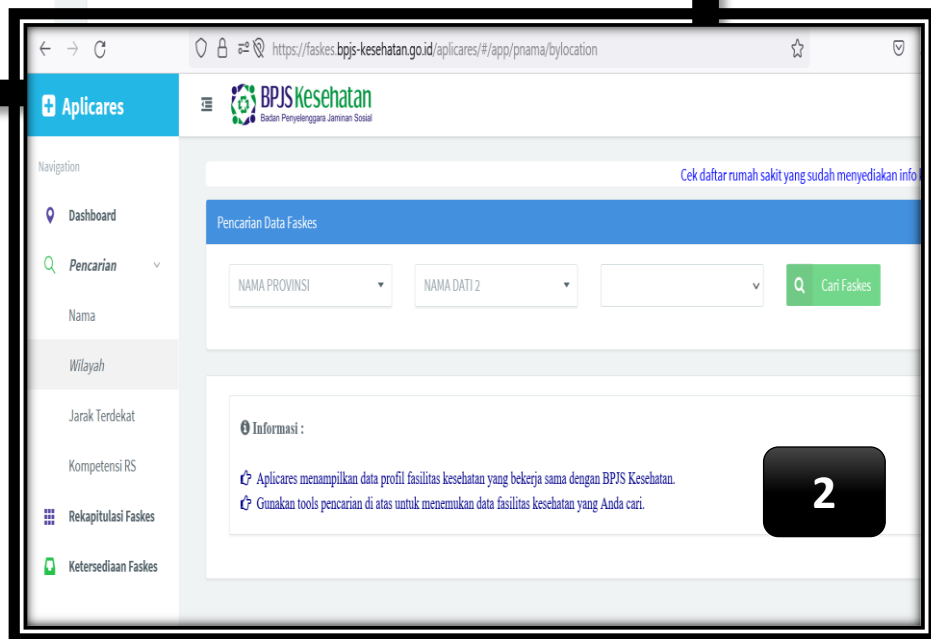 https://faskes.bpjs-kesehatan.go.id/aplicares/#/app/pnama/bylocation
Aplicares
BPJS Kesehatan
Badan Penyelenggara Jaminan Sosial
Navigation
Cek daftar rumah sakit yang sudah menyediakan info
Dashboard
Pencarian Data Faskes
Pencarian
NAMA PROVINSI NAMA DATI 2 Cari Faskes
Nama
Wilayah
Jarak Terdekat
Informasi :
Kompetensi RS
Aplicares menampilkan data profil fasilitas kesehatan yang bekerja sama dengan BPJS Kesehatan.
Gunakan tools pencarian di atas untuk menemukan data fasilitas kesehatan yang Anda cari.
2
Rekapitulasi Faskes
Ketersediaan Faskes